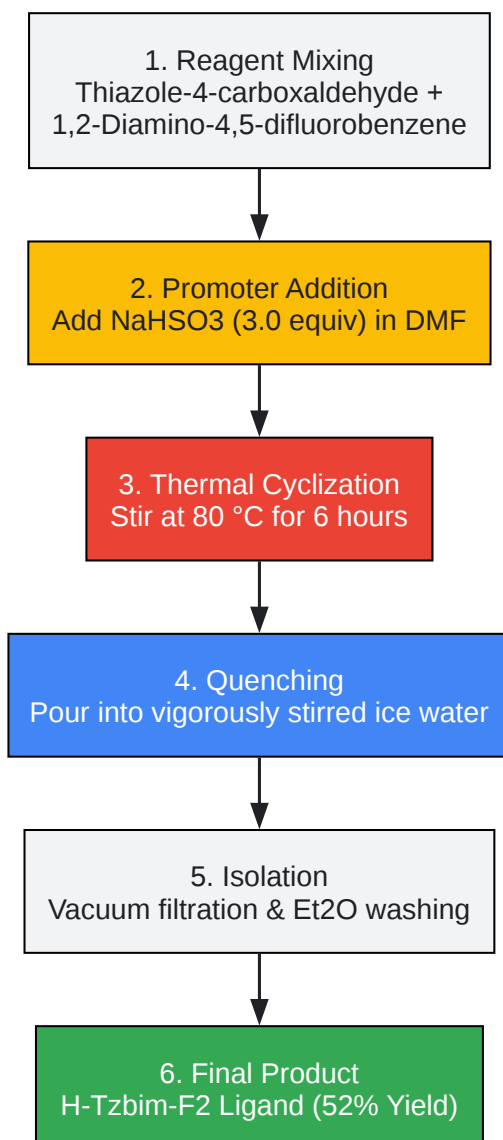 1. Reagent Mixing
Thiazole-4-carboxaldehyde +
1,2-Diamino-4,5-difluorobenzene
2. Promoter Addition
Add NaHSO3 (3.0 equiv) in DMF
3. Thermal Cyclization
Stir at 80 °C for 6 hours
4. Quenching
Pour into vigorously stirred ice water
5. Isolation
Vacuum filtration & Et2O washing
6. Final Product
H-Tzbim-F2 Ligand (52% Yield)